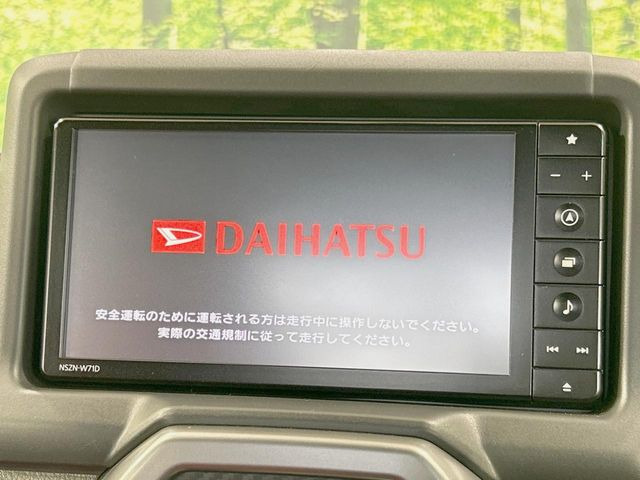 DAIHATSU
安全運転のために運転される方は走行中に操作しないでください。
実際の交通規制に従って走行してください。
NSZN-W71D